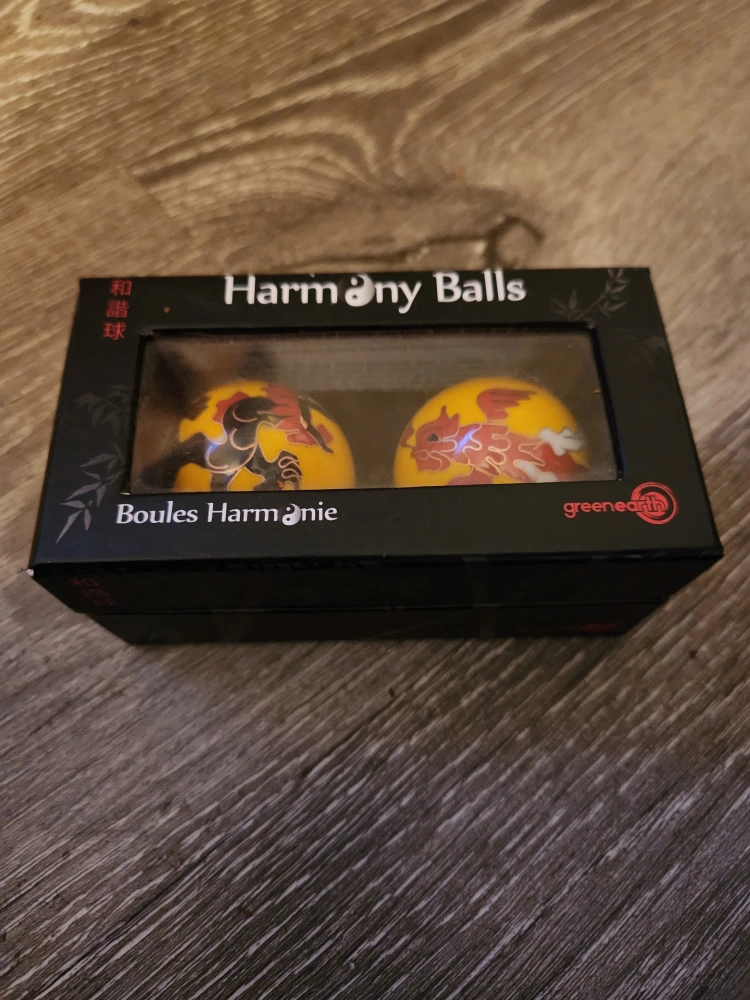 和
諧
球
Harmony Balls
Boules Harmonie
greenearth